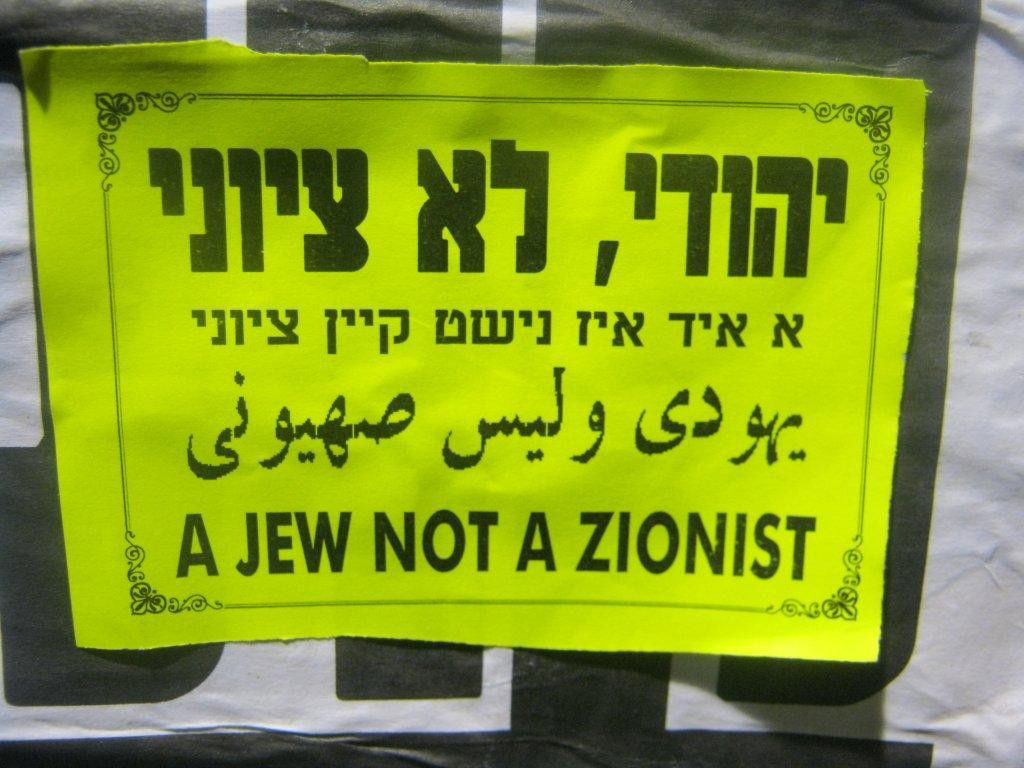 יהודי, לא ציוני
א איד איז נישט קיין ציוני
يهودى وليس صهيونى
A JEW NOT A ZIONIST